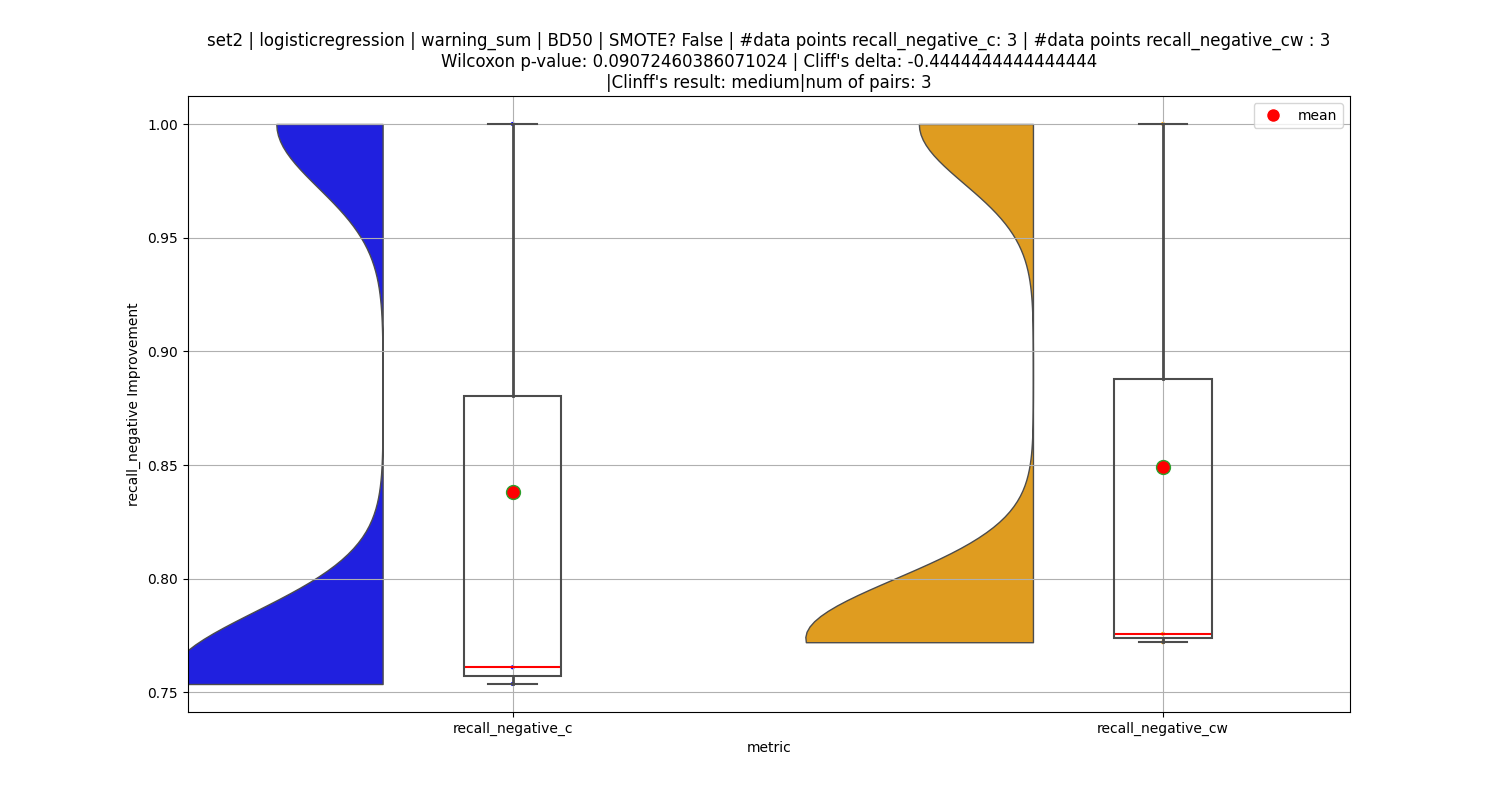 set2 | logisticregression | warning_sum | BD50 | SMOTE? False | #data points recall_negative_c: 3 | #data points recall_negative_cw : 3
Wilcoxon p-value: 0.09072460386071024 | Cliff's delta: -0.4444444444444444
|Clinff's result: medium|num of pairs: 3
mean
1.00
0.95
0.90
0.85
0.80
0.75
recall_negative Improvement
recall_negative_c
recall_negative_cw
metric